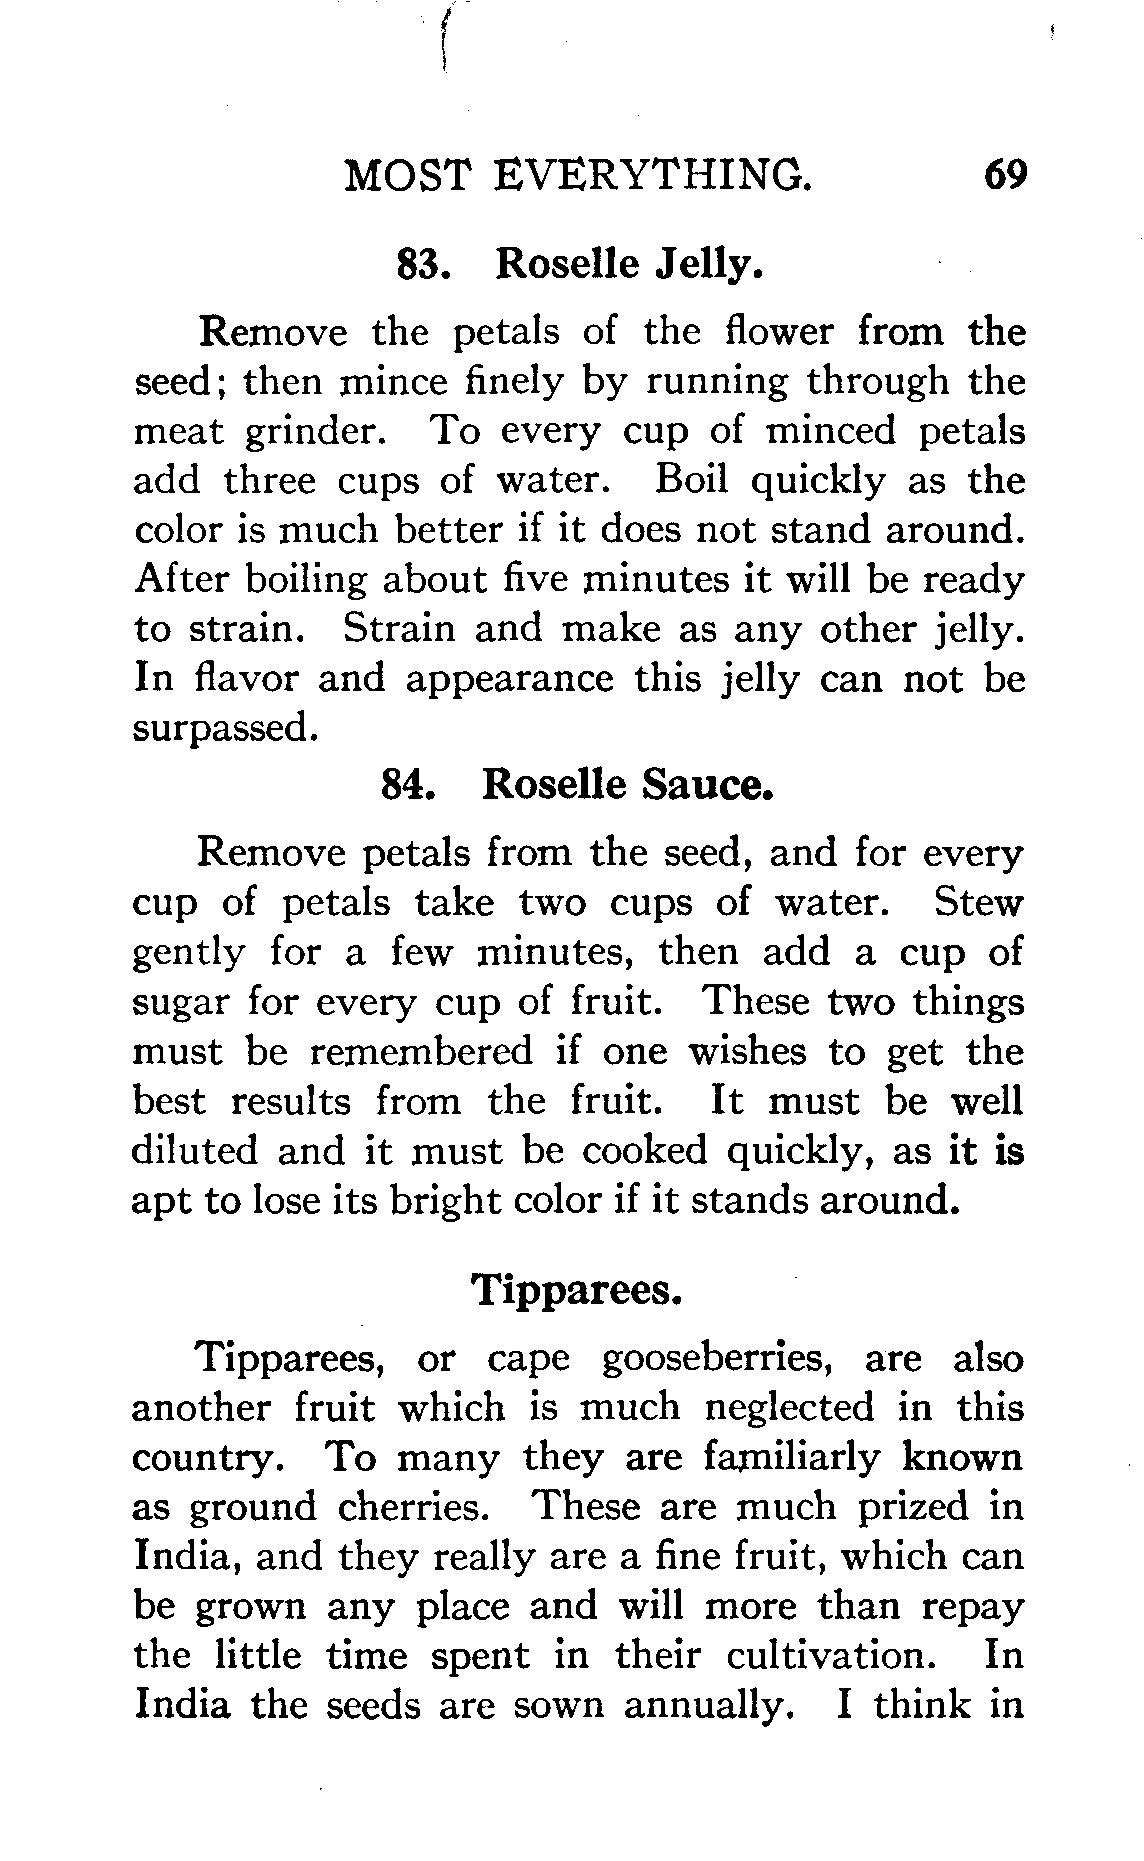 MOST EVERYTHING. 69
83. Roselle Jelly.
Remove the petals of the flower from the
seed; then mince finely by running through the
meat grinder. To every cup of minced petals
add three cups of water. Boil quickly as the
color is much better if it does not stand around.
After boiling about five minutes it will be ready
to strain. Strain and make as any other jelly.
In flavor and appearance this jelly can not be
surpassed.
84. Roselle Sauce.
Remove petals from the seed, and for every
cup of petals take two cups of water. Stew
gently for a few minutes, then add a cup of
sugar for every cup of fruit. These two things
must be remembered if one wishes to get the
best results from the fruit. It must be well
diluted and it must be cooked quickly, as it is
apt to lose its bright color if it stands around.
Tipparees.
Tipparees, or cape gooseberries, are also
another fruit which is much neglected in this
country. To many they are familiarly known
as ground cherries. These are much prized in
India, and they really are a fine fruit, which can
be grown any place and will more than repay
the little time spent in their cultivation. In
India the seeds are sown annually. I think in